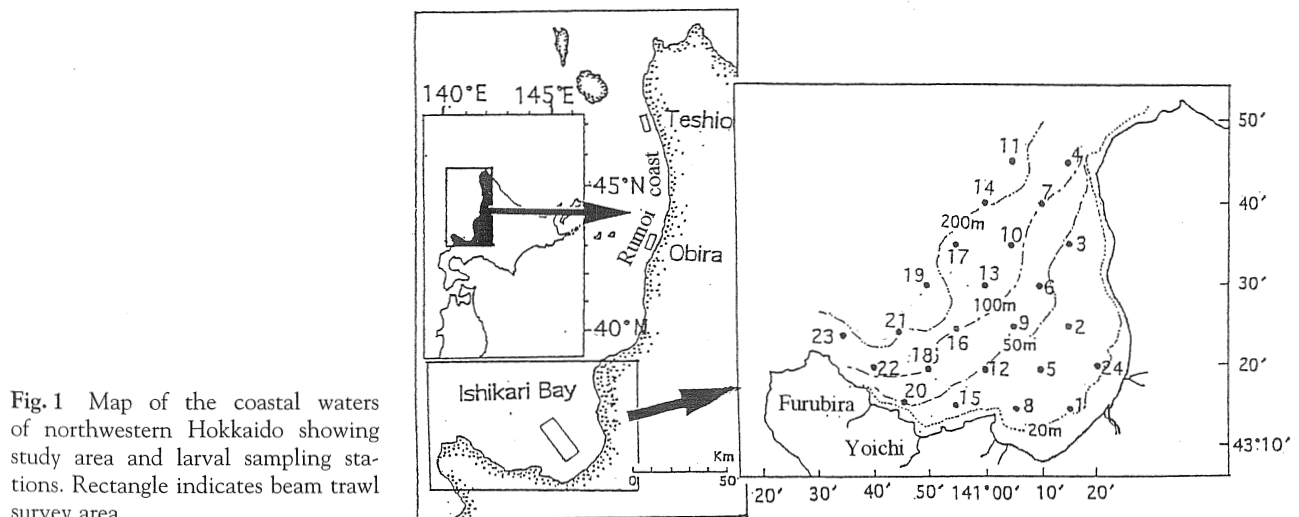 140°E 145°E
Teshio
45°N
Rumoi coast
Obira
40°N
Ishikari Bay
Km
0 50
50′
40′
30′
20′
43°10′
11
4
14
7
200m
10
3
17
19
13
6
100m
21
9
2
23
16
50m
18
22
12
5
24
20
15
8
1
Furubira
20m
Yoichi
20′ 30′ 40′ 50′ 141°00′ 10′ 20′
Fig. 1 Map of the coastal waters
of northwestern Hokkaido showing
study area and larval sampling sta-
tions. Rectangle indicates beam trawl
survey area.